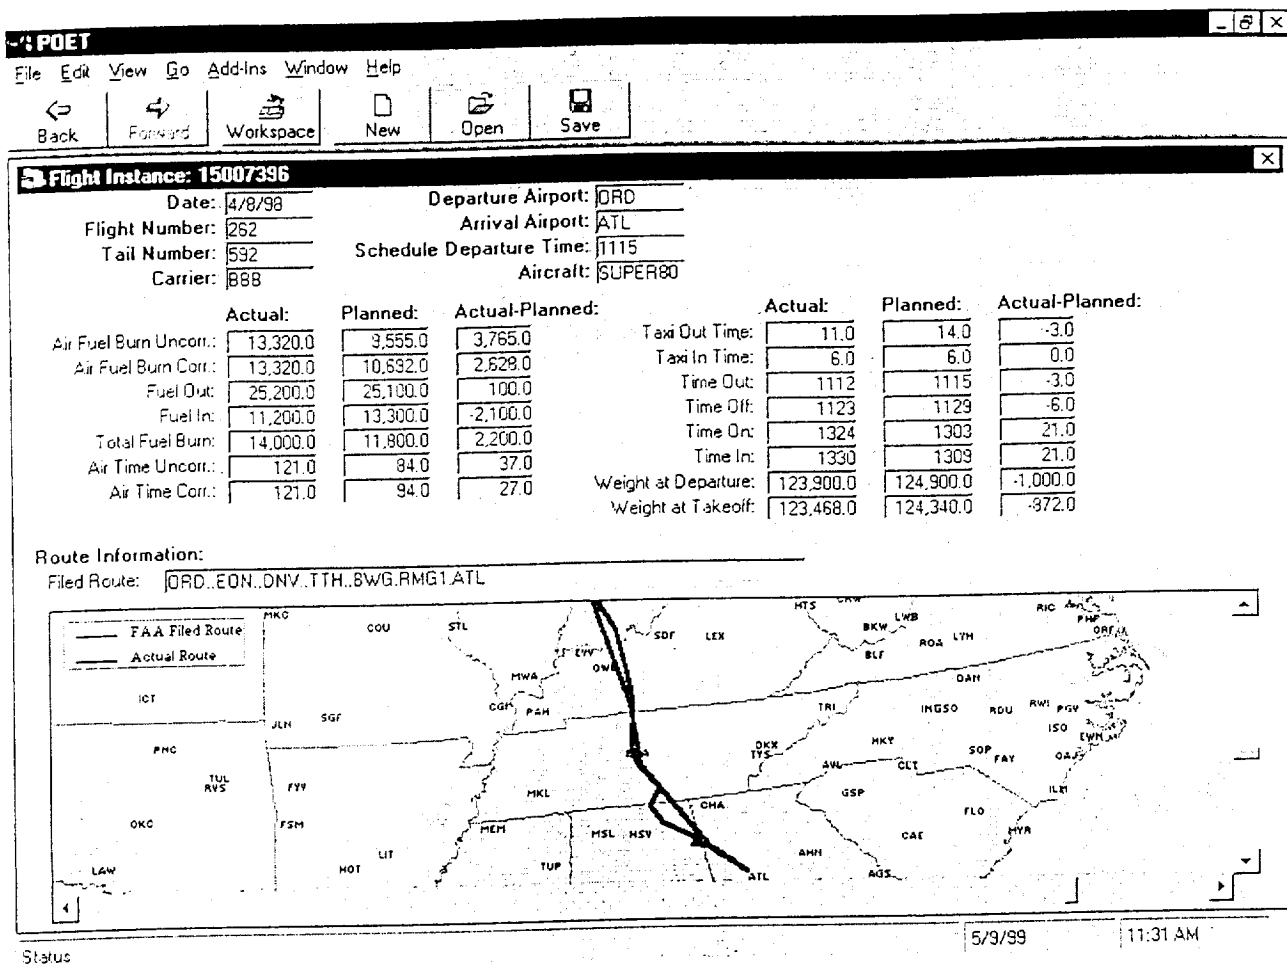 POET
File Edit View Go Add-Ins Window Help
Back Forward Workspace New Open Save
Flight Instance: 15007396
Date: 4/8/98 Departure Airport: ORD
Flight Number: 262 Arrival Airport: ATL
Tail Number: 592 Schedule Departure Time: 1115
Carrier: BBB Aircraft: SUPER80
Actual: Planned: Actual-Planned: Actual: Planned: Actual-Planned:
Air Fuel Burn Uncorr.: 13,320.0 9,555.0 3,765.0 Taxi Out Time: 11.0 14.0 -3.0
Air Fuel Burn Corr.: 13,320.0 10,692.0 2,628.0 Taxi In Time: 6.0 6.0 0.0
Fuel Out: 25,200.0 25,100.0 100.0 Time Out: 1112 1115 -3.0
Fuel In: 11,200.0 13,300.0 -2,100.0 Time Off: 1123 1129 -6.0
Total Fuel Burn: 14,000.0 11,800.0 2,200.0 Time On: 1324 1303 21.0
Air Time Uncorr.: 121.0 84.0 37.0 Time In: 1330 1309 21.0
Air Time Corr.: 121.0 94.0 27.0 Weight at Departure: 123,900.0 124,900.0 -1,000.0
Weight at Takeoff: 123,468.0 124,340.0 -872.0
Route Information:
Filed Route: ORD..EON..DNV..TTH..BWG.RMG1.ATL
FAA Filed Route
Actual Route
MKC COU STL EVV OWB SDF LEX HTS CRW BKW LWB BLF ROA LYH RIC PHF ORF
ICT MWA CGI PAH DAN
JLN SGF TRI INGSO RDU RWI PGV
PNC DKX TYS HKY SOP FAY ISO EWN OAJ
TUL RVS FYV MKL CHA AVL CLT GSP ILM
OKC FSM MEM MSL HSV FLO
LAW HOT LIT TUP ATL AHN AGS CAE MYR
Status 5/9/99 11:31 AM